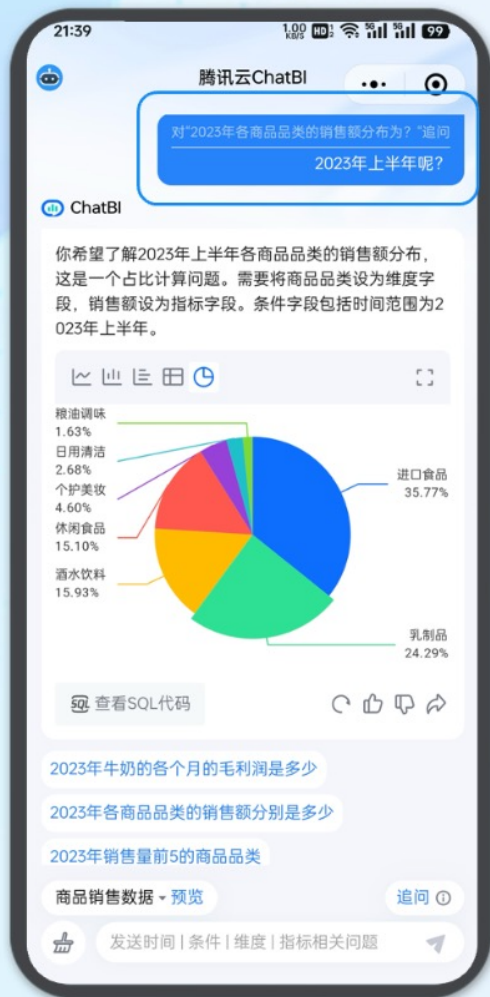 21:39
1.00 KB/S HD 5G 5G 99
腾讯云ChatBI
对"2023年各商品品类的销售额分布为？"追问
2023年上半年呢？
ChatBI
你希望了解2023年上半年各商品品类的销售额分布，
这是一个占比计算问题。需要将商品品类设为维度字
段，销售额设为指标字段。条件字段包括时间范围为2
023年上半年。
粮油调味
1.63%
日用清洁
2.68%
个护美妆
4.60%
休闲食品
15.10%
酒水饮料
15.93%
进口食品
35.77%
乳制品
24.29%
SQL 查看SQL代码
2023年牛奶的各个月的毛利润是多少
2023年各商品品类的销售额分别是多少
2023年销售量前5的商品品类
商品销售数据 预览
追问
发送时间 | 条件 | 维度 | 指标相关问题